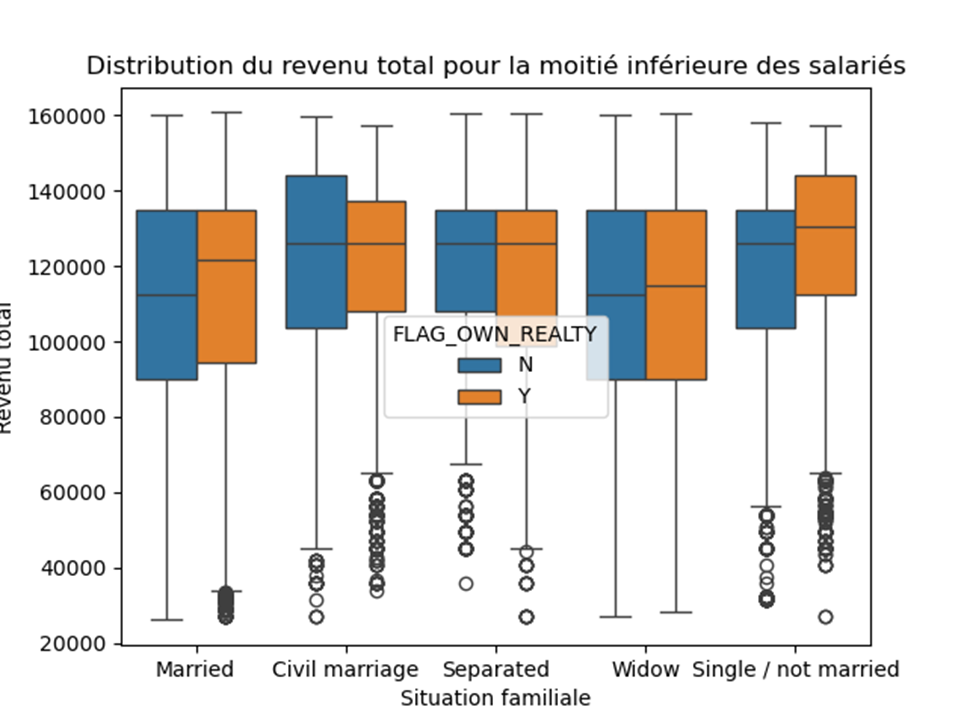 Distribution du revenu total pour la moitié inférieure des salariés
160000
140000
120000
100000
80000
60000
40000
20000
Revenu total
FLAG_OWN_REALTY
N
Y
Married
Civil marriage
Separated
Widow
Single / not married
Situation familiale